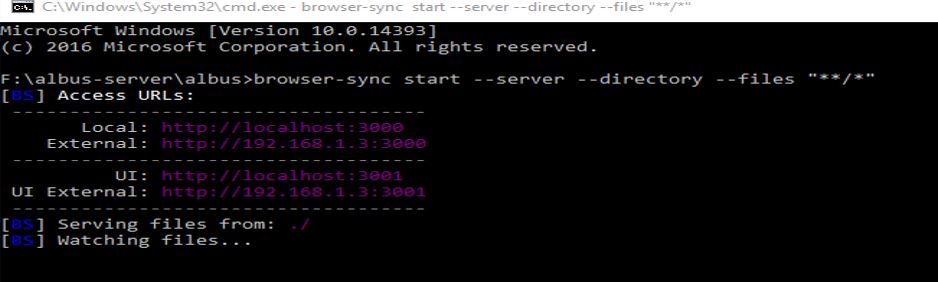 C:\Windows\System32\cmd.exe - browser-sync  start --server --directory --files "**/*"
Microsoft Windows [Version 10.0.14393]
(c) 2016 Microsoft Corporation. All rights reserved.
F:\albus-server\albus>browser-sync start --server --directory --files "**/*"
[BS] Access URLs:
--------------------------------------
Local: http://localhost:3000
External: http://192.168.1.3:3000
--------------------------------------
UI: http://localhost:3001
UI External: http://192.168.1.3:3001
--------------------------------------
[BS] Serving files from: ./
[BS] Watching files...